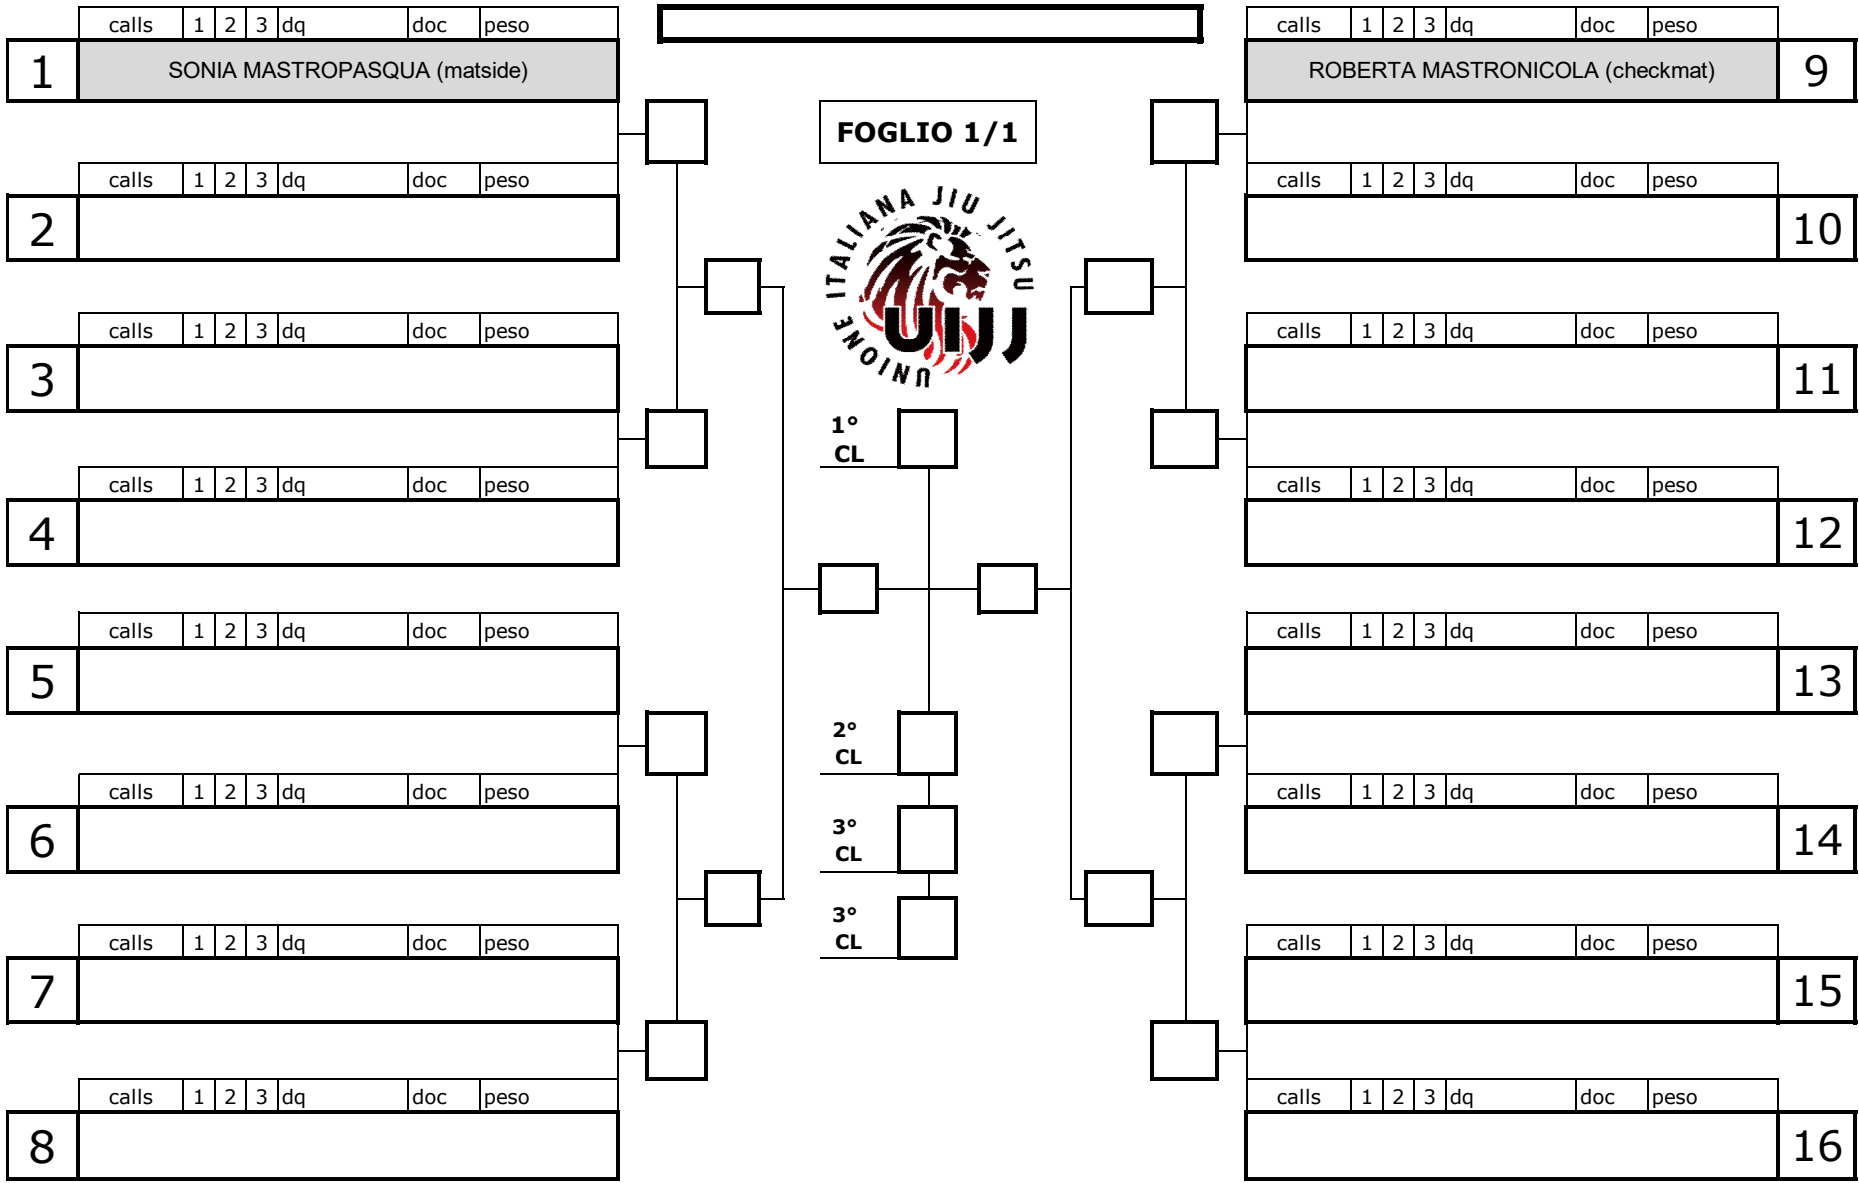 calls 1 2 3 dq doc peso
1 SONIA MASTROPASQUA (matside)
calls 1 2 3 dq doc peso
2
calls 1 2 3 dq doc peso
3
calls 1 2 3 dq doc peso
4
calls 1 2 3 dq doc peso
5
calls 1 2 3 dq doc peso
6
calls 1 2 3 dq doc peso
7
calls 1 2 3 dq doc peso
8
FOGLIO 1/1
UNIONE ITALIANA JIU JITSU
UIJJ
1°
CL
2°
CL
3°
CL
3°
CL
calls 1 2 3 dq doc peso
ROBERTA MASTRONICOLA (checkmat) 9
calls 1 2 3 dq doc peso
10
calls 1 2 3 dq doc peso
11
calls 1 2 3 dq doc peso
12
calls 1 2 3 dq doc peso
13
calls 1 2 3 dq doc peso
14
calls 1 2 3 dq doc peso
15
calls 1 2 3 dq doc peso
16